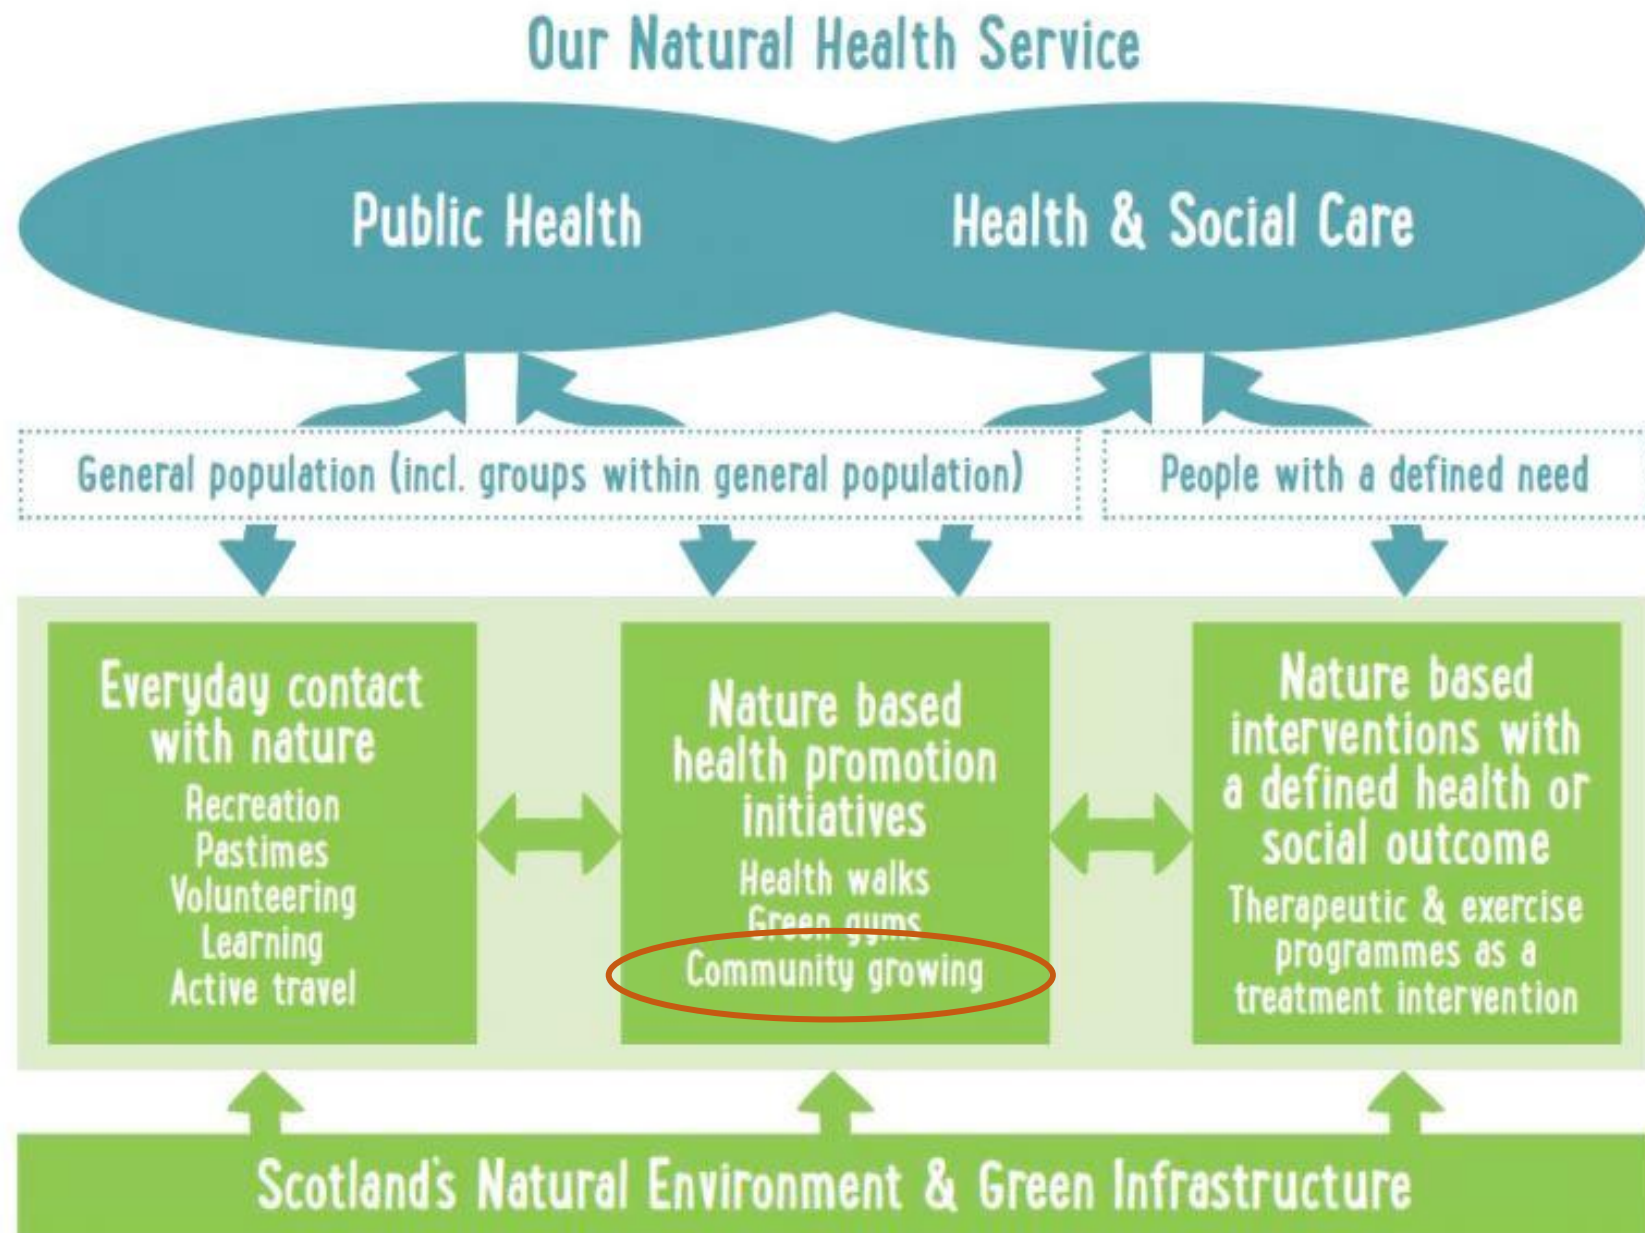 Our Natural Health Service
Public Health
Health & Social Care
General population (incl. groups within general population)
People with a defined need
Everyday contact
with nature
Recreation
Pastimes
Volunteering
Learning
Active travel
Nature based
health promotion
initiatives
Health walks
Green gyms
Community growing
Nature based
interventions with
a defined health or
social outcome
Therapeutic & exercise
programmes as a
treatment intervention
Scotland's Natural Environment & Green Infrastructure